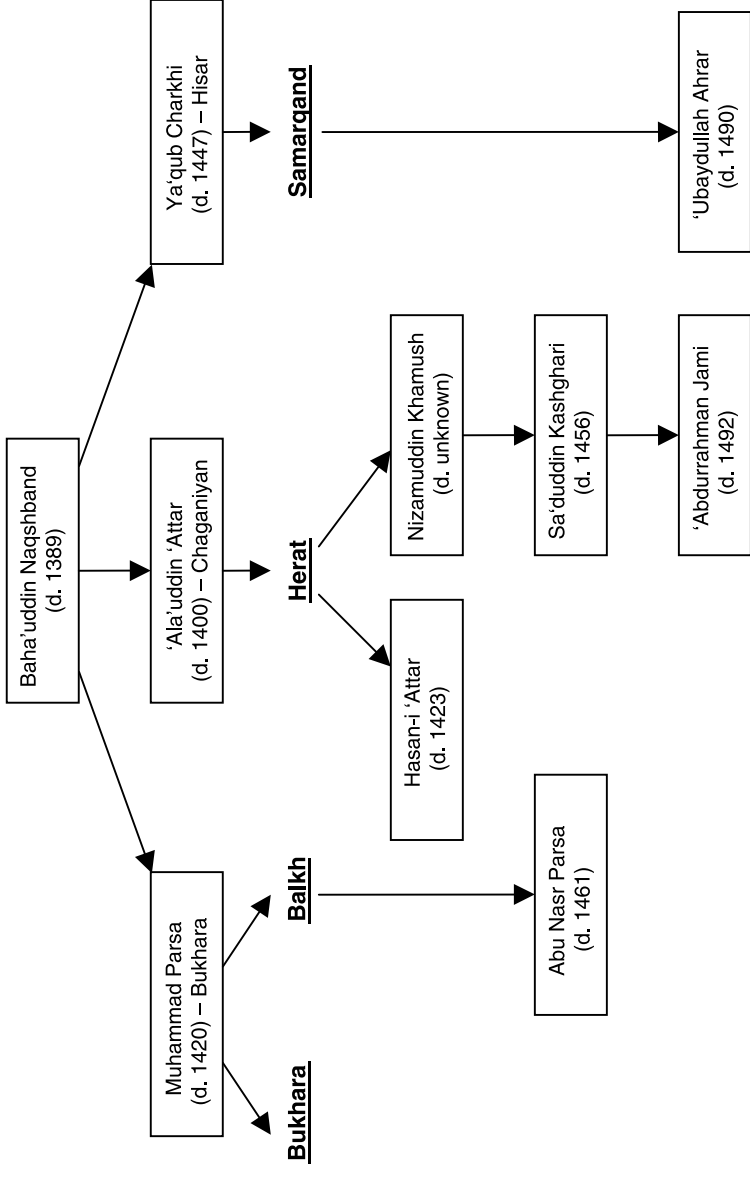 Baha’uddin Naqshband
(d. 1389)
Muhammad Parsa
(d. 1420) – Bukhara
‘Ala’uddin ‘Attar
(d. 1400) – Chaganiyan
Ya‘qub Charkhi
(d. 1447) – Hisar
Bukhara
Balkh
Herat
Samarqand
Hasan-i ‘Attar
(d. 1423)
Nizamuddin Khamush
(d. unknown)
Abu Nasr Parsa
(d. 1461)
Sa‘duddin Kashghari
(d. 1456)
‘Abdurrahman Jami
(d. 1492)
‘Ubaydullah Ahrar
(d. 1490)